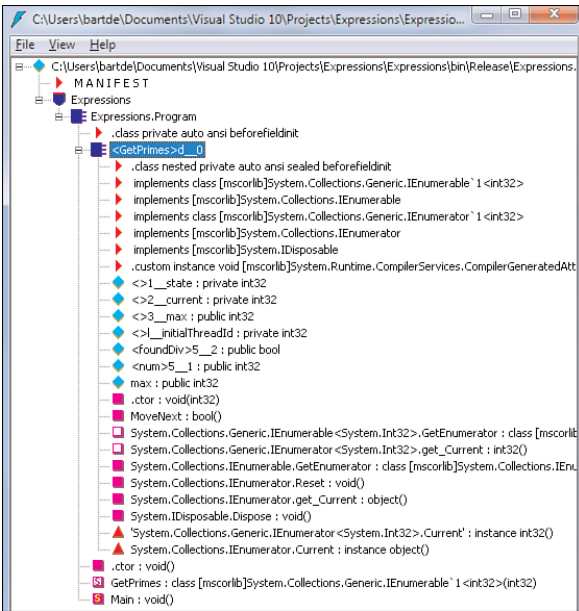 C:\Users\bartde\Documents\Visual Studio 10\Projects\Expressions\Expressio...
File View Help
C:\Users\bartde\Documents\Visual Studio 10\Projects\Expressions\Expressions\bin\Release\Expressions.
M A N I F E S T
Expressions
Expressions.Program
.class private auto ansi beforefieldinit
<GetPrimes>d__0
.class nested private auto ansi sealed beforefieldinit
implements class [mscorlib]System.Collections.Generic.IEnumerable`1<int32>
implements [mscorlib]System.Collections.IEnumerable
implements class [mscorlib]System.Collections.Generic.IEnumerator`1<int32>
implements [mscorlib]System.Collections.IEnumerator
implements [mscorlib]System.IDisposable
.custom instance void [mscorlib]System.Runtime.CompilerServices.CompilerGeneratedAtt
<>1__state : private int32
<>2__current : private int32
<>3__max : public int32
<>l__initialThreadId : private int32
<foundDiv>5__2 : public bool
<num>5__1 : public int32
max : public int32
.ctor : void(int32)
MoveNext : bool()
System.Collections.Generic.IEnumerable<System.Int32>.GetEnumerator : class [mscorlib
System.Collections.Generic.IEnumerator<System.Int32>.get_Current : int32()
System.Collections.IEnumerable.GetEnumerator : class [mscorlib]System.Collections.IEnu
System.Collections.IEnumerator.Reset : void()
System.Collections.IEnumerator.get_Current : object()
System.IDisposable.Dispose : void()
'System.Collections.Generic.IEnumerator<System.Int32>.Current' : instance int32()
System.Collections.IEnumerator.Current : instance object()
.ctor : void()
GetPrimes : class [mscorlib]System.Collections.Generic.IEnumerable`1<int32>(int32)
Main : void()